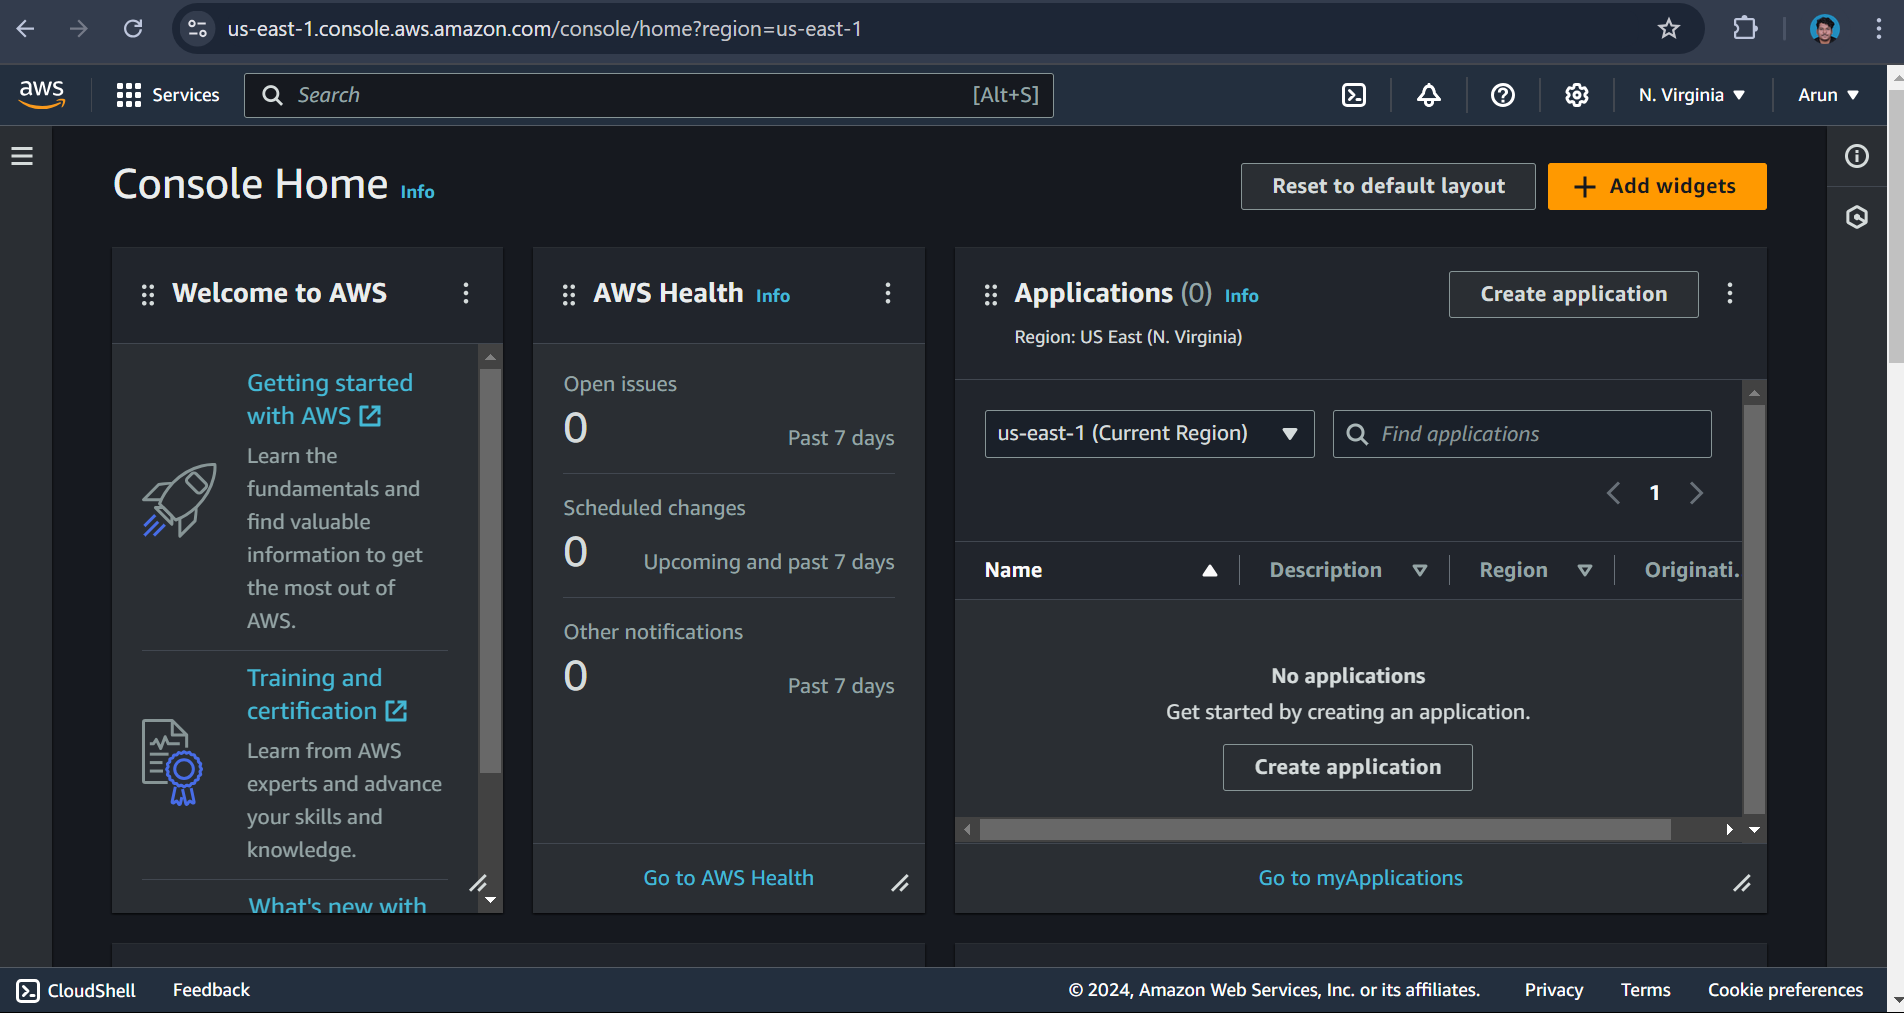 us-east-1.console.aws.amazon.com/console/home?region=us-east-1
aws
Services
Search
[Alt+S]
N. Virginia
Arun
Console Home Info
Reset to default layout
Add widgets
Welcome to AWS
Getting started
with AWS
Learn the
fundamentals and
find valuable
information to get
the most out of
AWS.
Training and
certification
Learn from AWS
experts and advance
your skills and
knowledge.
What's new with
AWS Health Info
Open issues
0
Past 7 days
Scheduled changes
0
Upcoming and past 7 days
Other notifications
0
Past 7 days
Go to AWS Health
Applications (0) Info
Region: US East (N. Virginia)
Create application
us-east-1 (Current Region)
Find applications
1
Name
Description
Region
Originati.
No applications
Get started by creating an application.
Create application
Go to myApplications
CloudShell
Feedback
© 2024, Amazon Web Services, Inc. or its affiliates.
Privacy
Terms
Cookie preferences